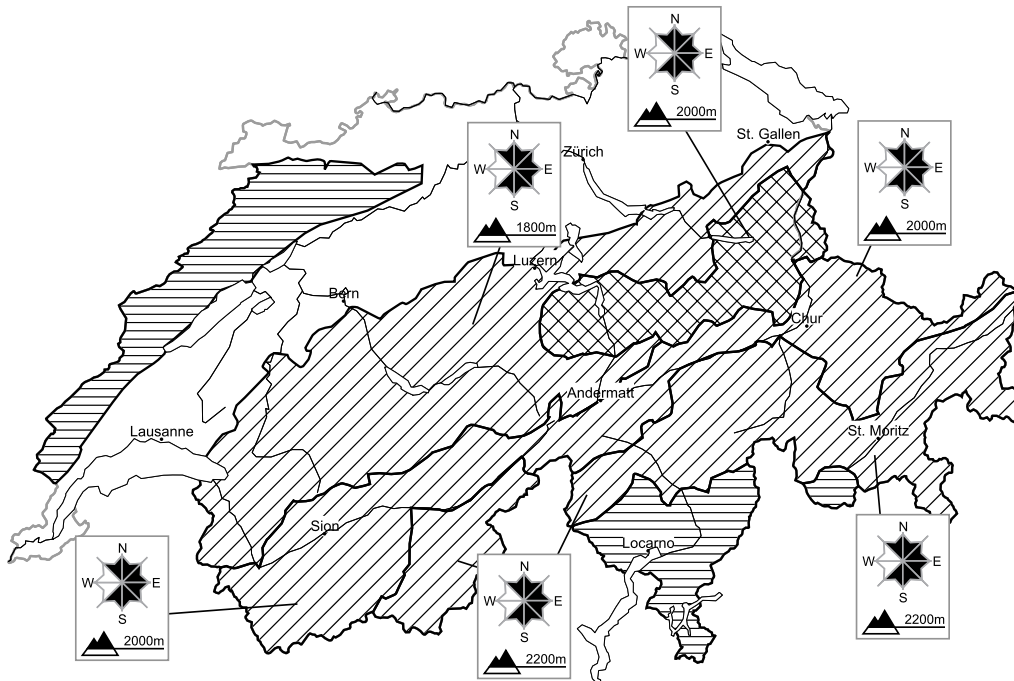 N
W E
S
2000m
N
W E
S
1800m
Zürich
St. Gallen
N
W E
S
2000m
Luzern
Bern
Chur
Andermatt
Lausanne
St. Moritz
Sion
Locarno
N
W E
S
2000m
N
W E
S
2200m
N
W E
S
2200m